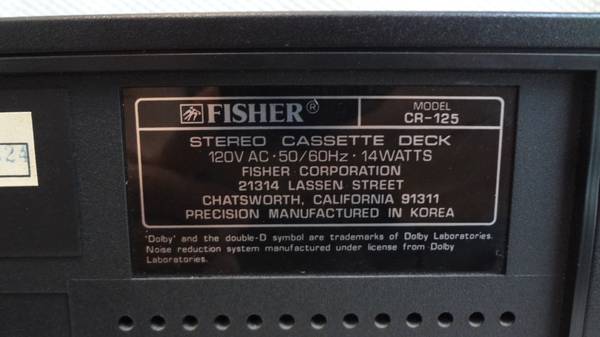 FISHER®
MODEL
CR-125
STEREO CASSETTE DECK
120V AC · 50/60Hz · 14WATTS
FISHER CORPORATION
21314 LASSEN STREET
CHATSWORTH, CALIFORNIA 91311
PRECISION MANUFACTURED IN KOREA
"Dolby" and the double-D symbol are trademarks of Dolby Laboratories.
Noise reduction system manufactured under license from Dolby
Laboratories.